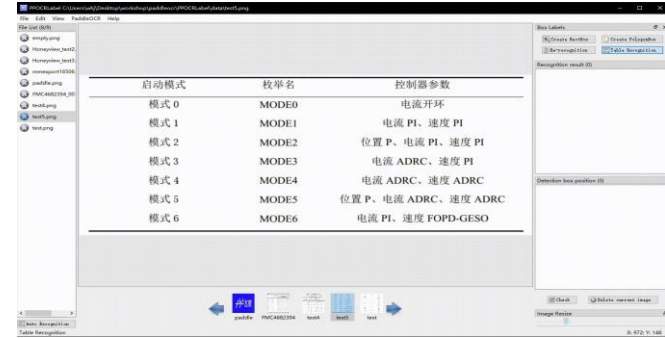 PPOCRLabel C:\Users\whj\Desktop\workshop\paddleocr\PPOCRLabel\data\test5.png
File Edit View PaddleOCR Help
File List (8/9)
empty.png
Honeyview_test2.
Honeyview_test3.
paddle.png
PMC4682394_00
test4.png
test5.png
test.png
Auto Recognition
Table Recognition
启动模式 枚举名 控制器参数
模式 0 MODE0 电流开环
模式 1 MODE1 电流 PI、速度 PI
模式 2 MODE2 位置 P、电流 PI、速度 PI
模式 3 MODE3 电流 ADRC、速度 PI
模式 4 MODE4 电流 ADRC、速度 ADRC
模式 5 MODE5 位置 P、电流 ADRC、速度 ADRC
模式 6 MODE6 电流 PI、速度 FOPD-GESO
paddle PMC4682394 test4 test5 test
Box Labels
Create RectBox Create PolygonBox
Re-recognition Table Recognition
Recognition result (0)
Detection box position (0)
Check Delete current image
Image Resize
X: 972; Y: 148